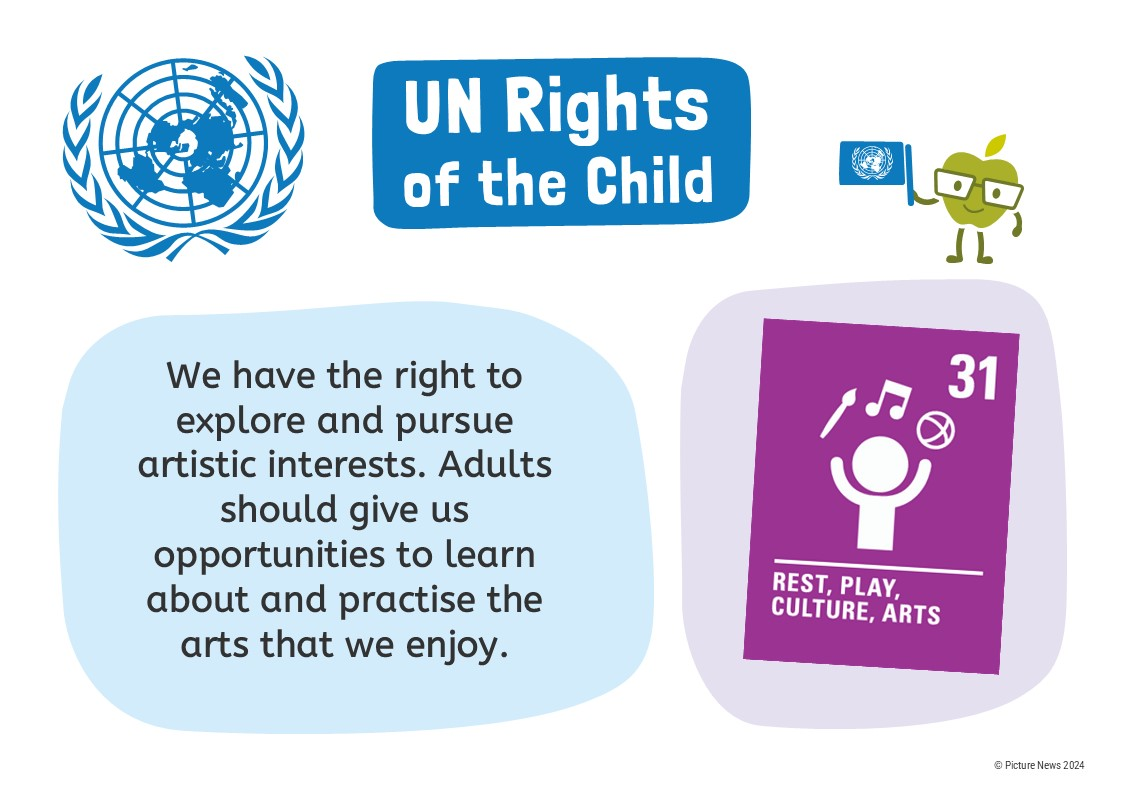 UN Rights
of the Child
We have the right to
explore and pursue
artistic interests. Adults
should give us
opportunities to learn
about and practise the
arts that we enjoy.
31
REST, PLAY,
CULTURE, ARTS
© Picture News 2024